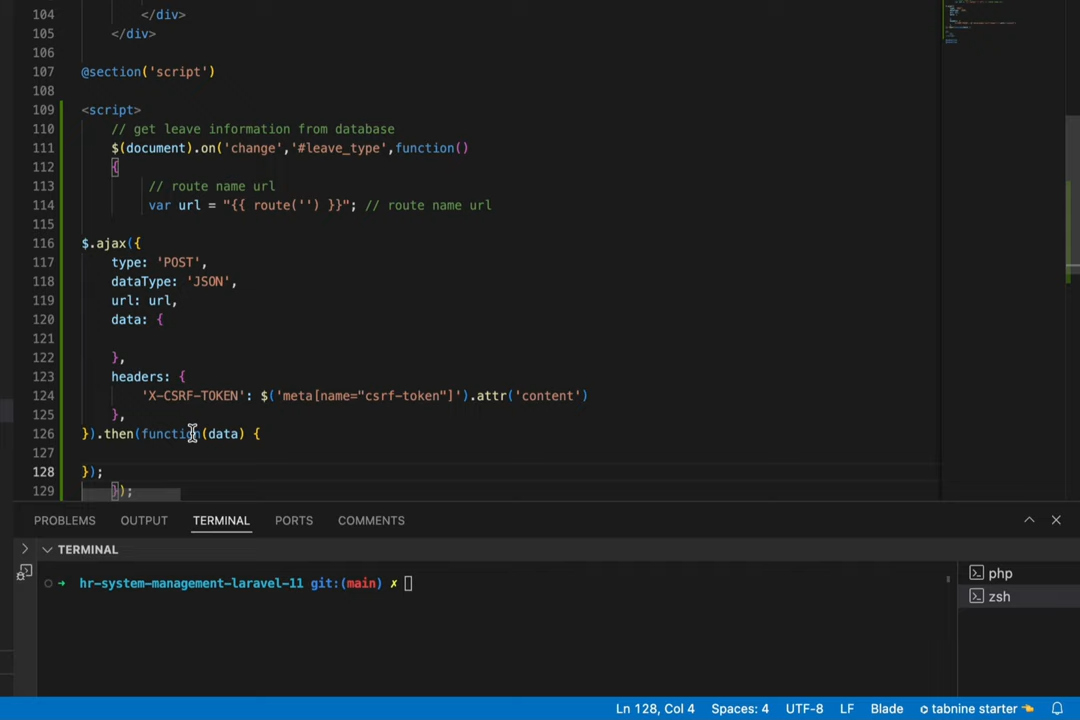 104 </div>
105 </div>
106
107 @section('script')
108
109 <script>
110 // get leave information from database
111 $(document).on('change','#leave_type',function()
112 {
113 // route name url
114 var url = "{{ route('') }}"; // route name url
115
116 $.ajax({
117 type: 'POST',
118 dataType: 'JSON',
119 url: url,
120 data: {
121
122 },
123 headers: {
124 'X-CSRF-TOKEN': $('meta[name="csrf-token"]').attr('content')
125 },
126 }).then(function(data) {
127
128 });
129 });
PROBLEMS OUTPUT TERMINAL PORTS COMMENTS
TERMINAL
hr-system-management-laravel-11 git:(main) ✗
php
zsh
Ln 128, Col 4 Spaces: 4 UTF-8 LF Blade tabnine starter